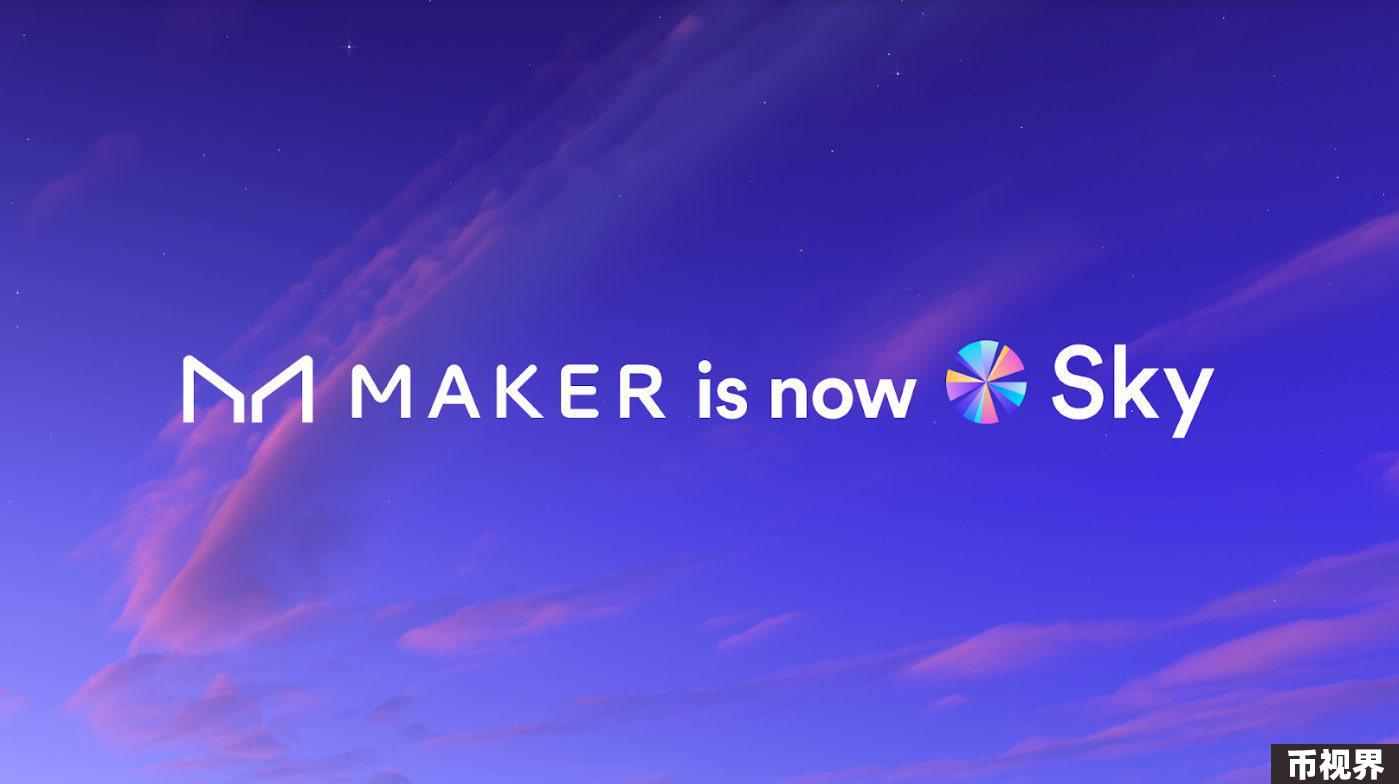 MAKER is now Sky
币视界